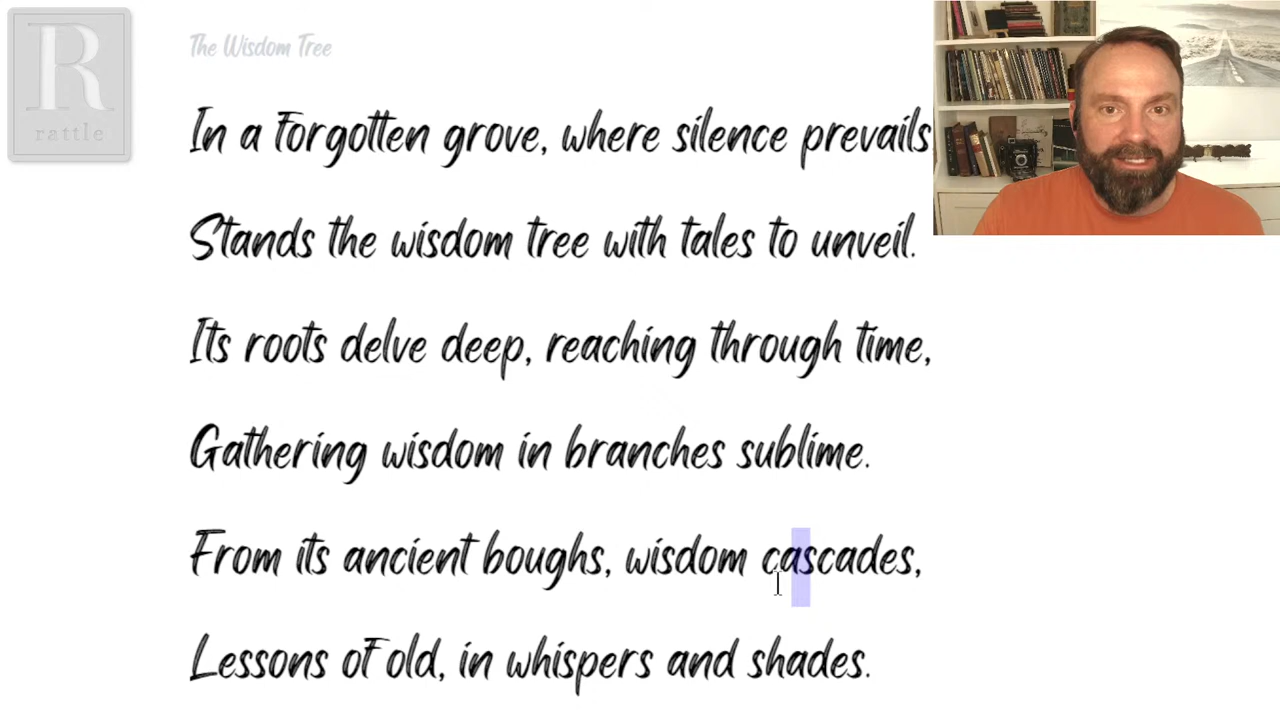 R
rattle
The Wisdom Tree
In a forgotten grove, where silence prevails
Stands the wisdom tree with tales to unveil.
Its roots delve deep, reaching through time,
Gathering wisdom in branches sublime.
From its ancient boughs, wisdom cascades,
Lessons of old, in whispers and shades.